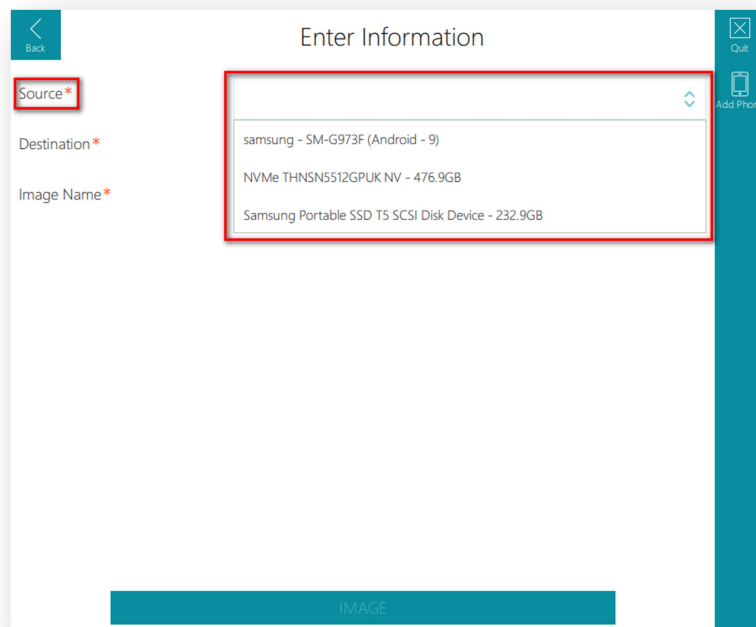 Back
Enter Information
Quit
Source*
Add Phon
Destination*
Image Name*
samsung - SM-G973F (Android - 9)
NVMe THNSN5512GPUK NV - 476.9GB
Samsung Portable SSD T5 SCSI Disk Device - 232.9GB
IMAGE